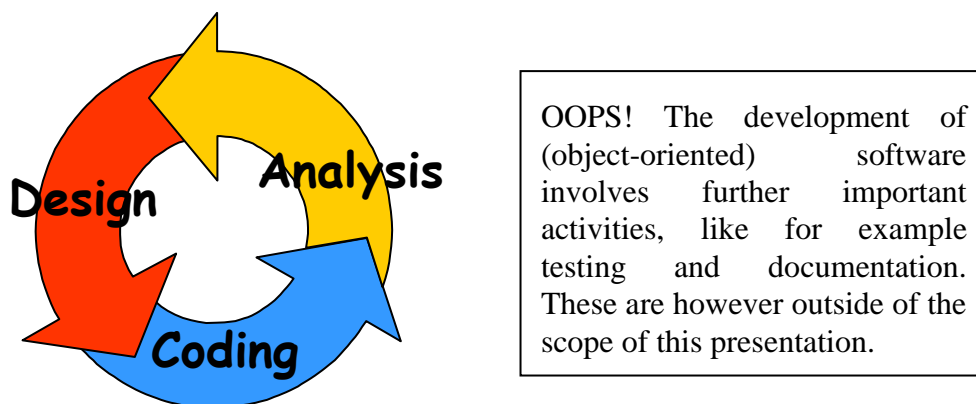 Analysis
Design
Coding
OOPS! The development of
(object-oriented) software
involves further important
activities, like for example
testing and documentation.
These are however outside of the
scope of this presentation.